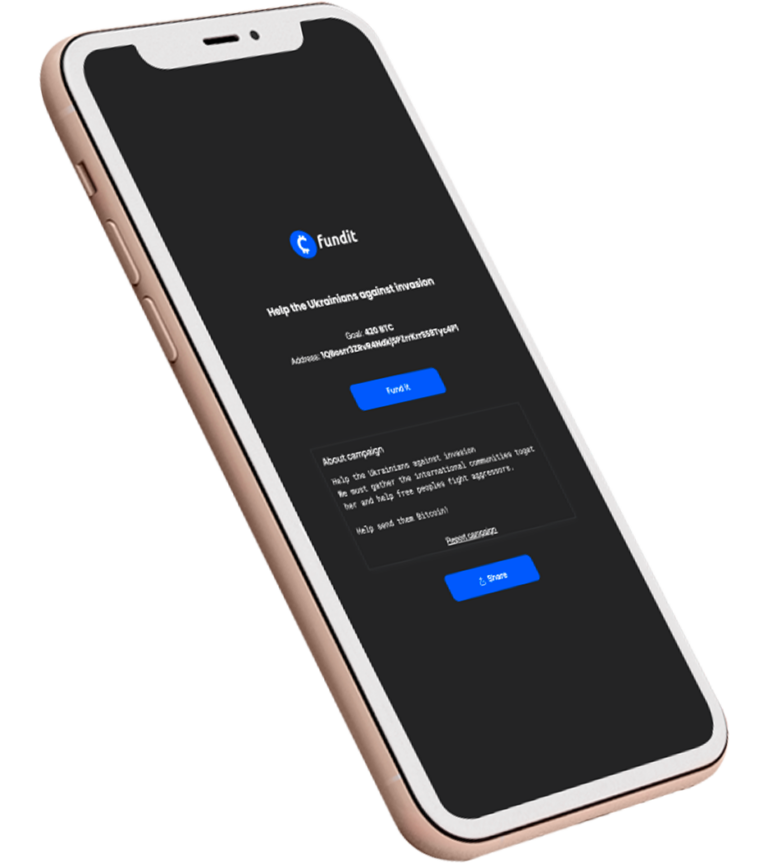 fundit
Help the Ukrainians against invasion
Goal: 420 BTC
Address:
Fund it
About campaign
Help the Ukrainians against invasion
We must gather the international communities toget
her and help free peoples fight aggressors.
Help send them Bitcoin!
Report campaign
Share